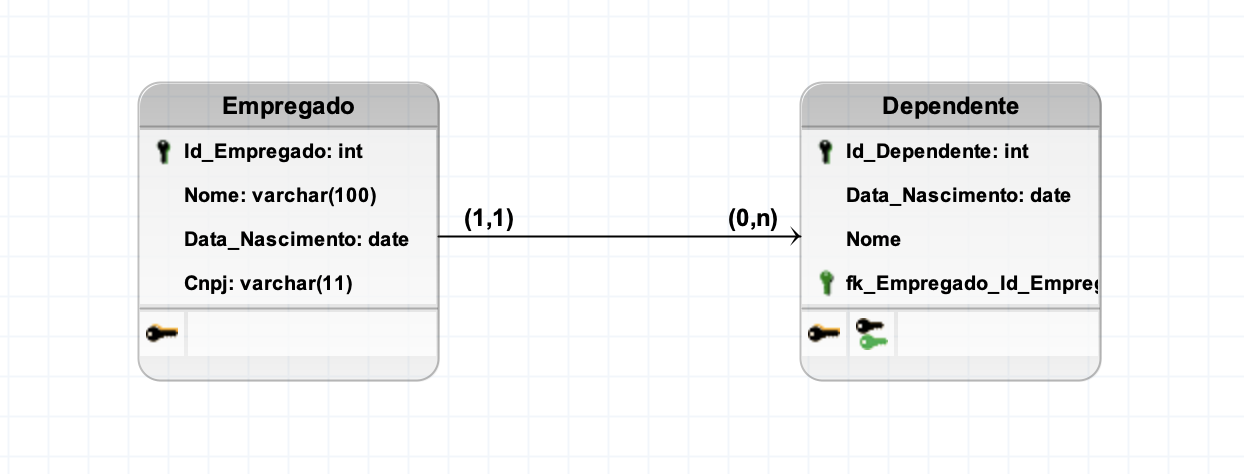 Empregado
Id_Empregado: int
Nome: varchar(100)
Data_Nascimento: date
Cnpj: varchar(11)
(1,1)
(0,n)
Dependente
Id_Dependente: int
Data_Nascimento: date
Nome
fk_Empregado_Id_Empreg